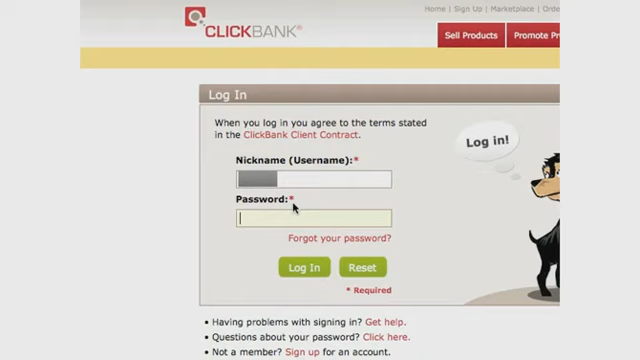 Home | Sign Up | Marketplace | Orde
CLICKBANK®
Sell Products
Promote Pr
Log In
When you log in you agree to the terms stated
in the ClickBank Client Contract.
Log in!
Nickname (Username):*
Password:*
Forgot your password?
Log In
Reset
* Required
• Having problems with signing in? Get help.
• Questions about your password? Click here.
• Not a member? Sign up for an account.